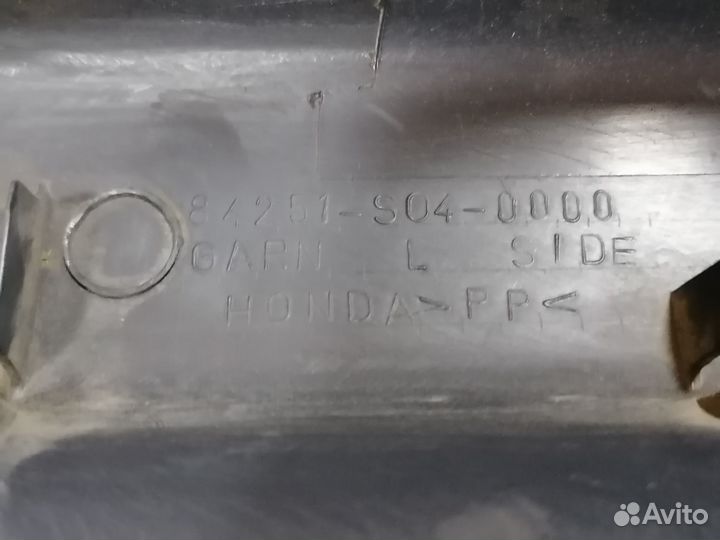 84251-S04-0000
GARN L SIDE
HONDA >PP<
Avito